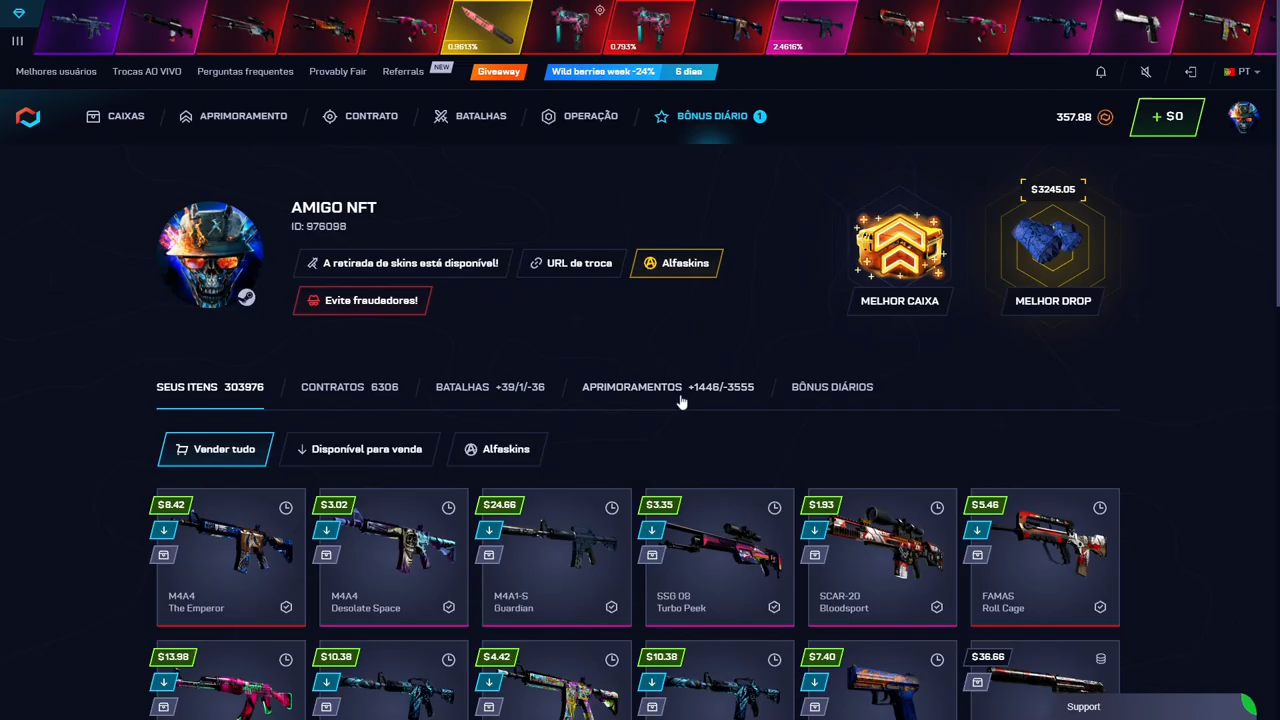 0.9613%
0.793%
2.4616%
Melhores usuários
Trocas AO VIVO
Perguntas frequentes
Provably Fair
Referrals
NEW
Giveaway
Wild berries week -24%
6 dias
PT
CAIXAS
APRIMORAMENTO
CONTRATO
BATALHAS
OPERAÇÃO
BÔNUS DIÁRIO
1
357.88
+ $0
AMIGO NFT
ID: 976098
A retirada de skins está disponível!
URL de troca
Alfaskins
Evite fraudadores!
MELHOR CAIXA
$3245.05
MELHOR DROP
SEUS ITENS 303976
CONTRATOS 6306
BATALHAS +39/1/-36
APRIMORAMENTOS +1446/-3555
BÔNUS DIÁRIOS
Vender tudo
Disponível para venda
Alfaskins
$8.42
M4A4
The Emperor
$3.02
M4A4
Desolate Space
$24.66
M4A1-S
Guardian
$3.35
SSG 08
Turbo Peek
$1.93
SCAR-20
Bloodsport
$5.46
FAMAS
Roll Cage
$13.98
$10.38
$4.42
$10.38
$7.40
$36.66
Support